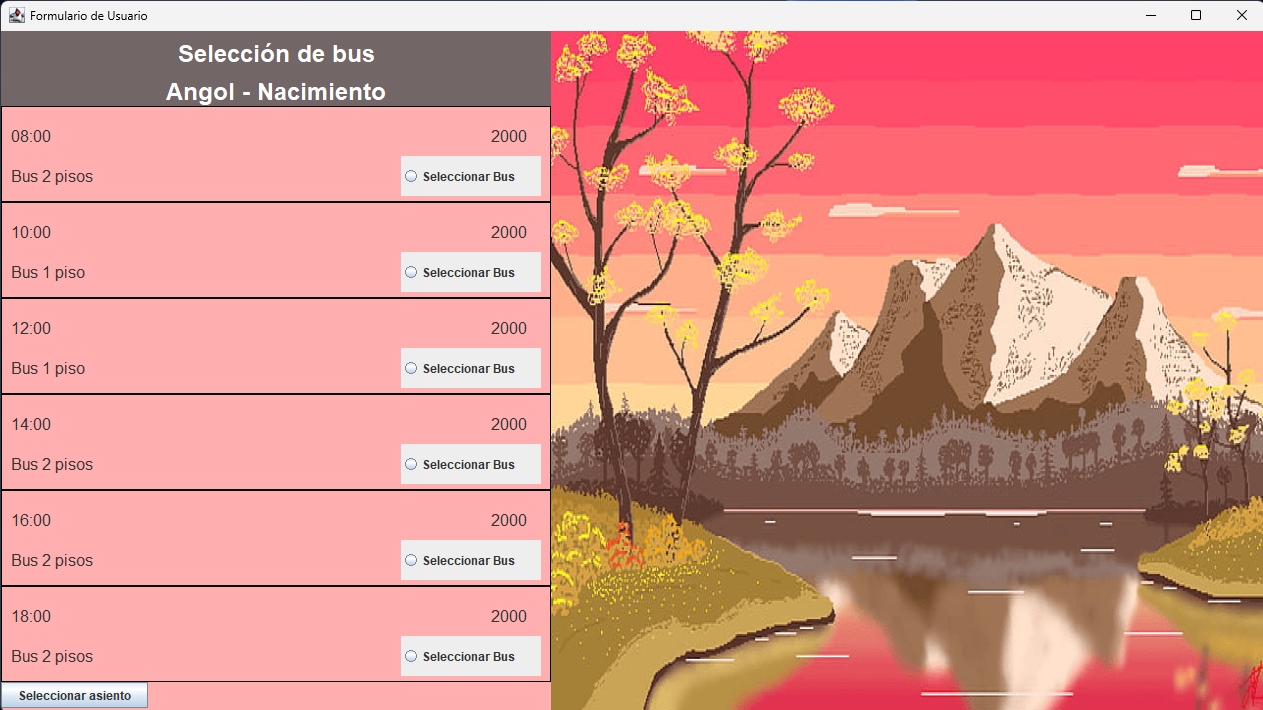 Formulario de Usuario
Selección de bus
Angol - Nacimiento
08:00 2000
Bus 2 pisos Seleccionar Bus
10:00 2000
Bus 1 piso Seleccionar Bus
12:00 2000
Bus 1 piso Seleccionar Bus
14:00 2000
Bus 2 pisos Seleccionar Bus
16:00 2000
Bus 2 pisos Seleccionar Bus
18:00 2000
Bus 2 pisos Seleccionar Bus
Seleccionar asiento